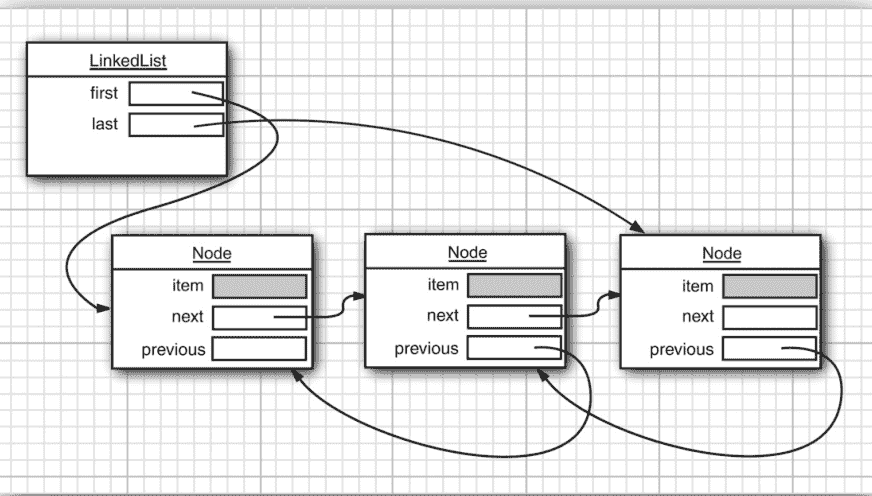 LinkedList
first
last
Node
item
next
previous
Node
item
next
previous
Node
item
next
previous